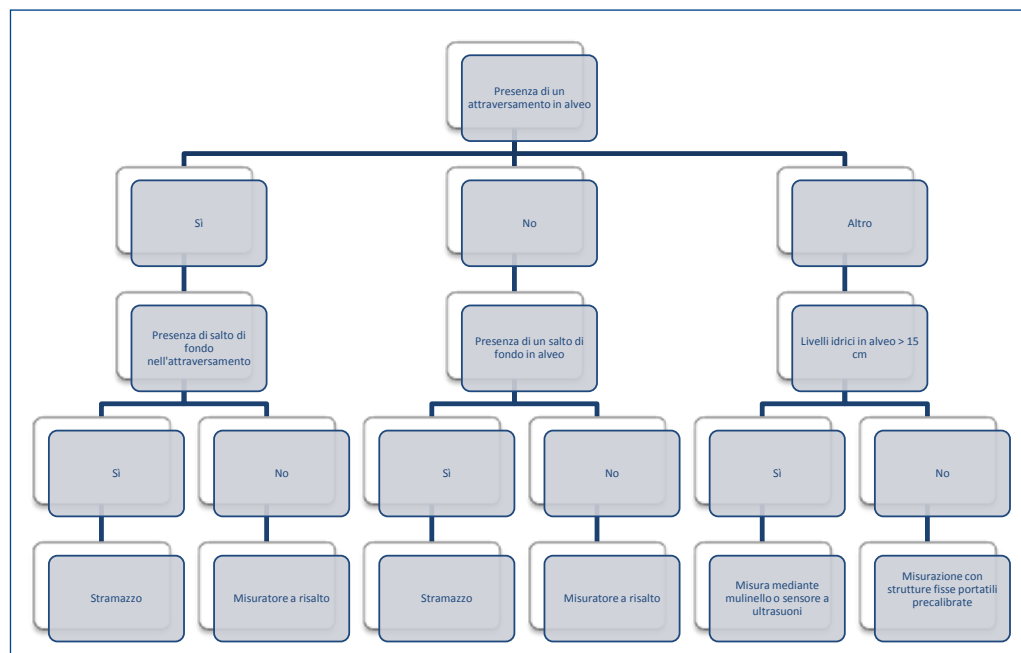 Presenza di un
attraversamento in alveo
Sì
No
Altro
Presenza di salto di
fondo
nell'attraversamento
Presenza di un salto di
fondo in alveo
Livelli idrici in alveo > 15
cm
Sì
No
Sì
No
Sì
No
Stramazzo
Misuratore a risalto
Stramazzo
Misuratore a risalto
Misura mediante
mulinello o sensore a
ultrasuoni
Misurazione con
strutture fisse portatili
precalibrate